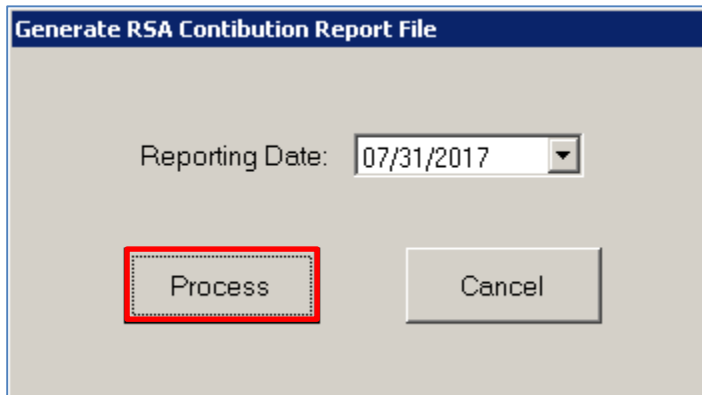 Generate RSA Contibution Report File
Reporting Date: 07/31/2017
Process Cancel